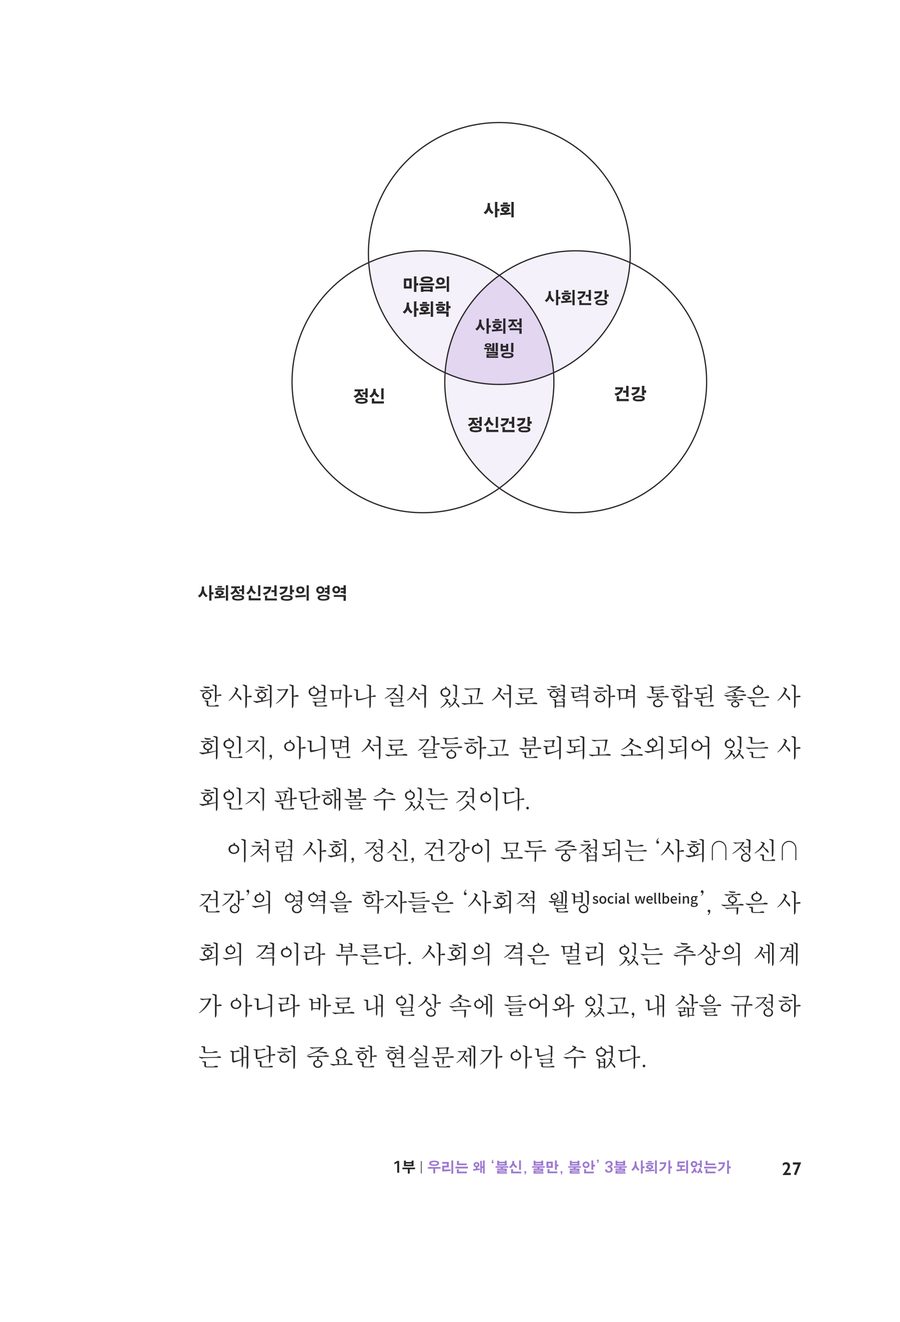 사회
마음의
사회학
사회건강
사회적
웰빙
정신
건강
정신건강
사회정신건강의 영역
한 사회가 얼마나 질서 있고 서로 협력하며 통합된 좋은 사
회인지, 아니면 서로 갈등하고 분리되고 소외되어 있는 사
회인지 판단해볼 수 있는 것이다.
이처럼 사회, 정신, 건강이 모두 중첩되는 ‘사회∩정신∩
건강’의 영역을 학자들은 ‘사회적 웰빙social wellbeing’, 혹은 사
회의 격이라 부른다. 사회의 격은 멀리 있는 추상의 세계
가 아니라 바로 내 일상 속에 들어와 있고, 내 삶을 규정하
는 대단히 중요한 현실문제가 아닐 수 없다.
1부 | 우리는 왜 ‘불신, 불만, 불안’ 3불 사회가 되었는가 27